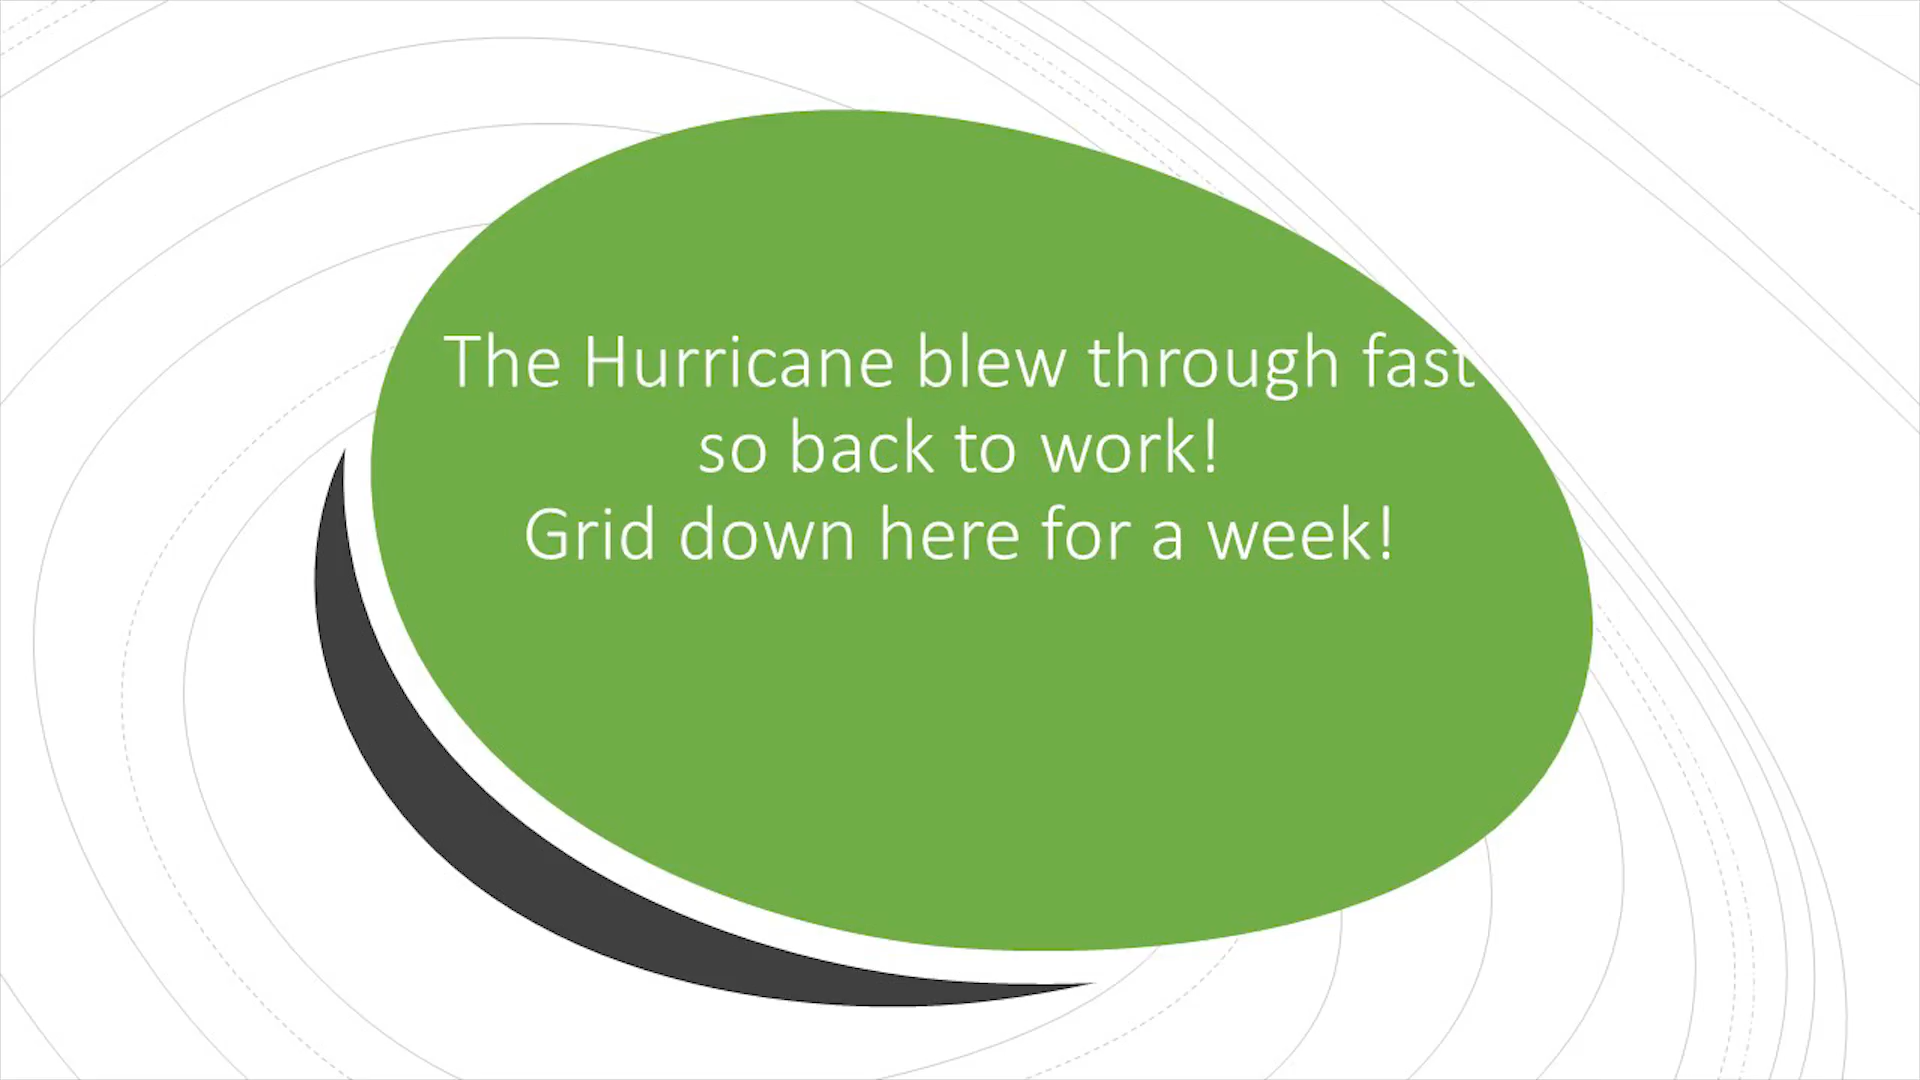 The Hurricane blew through fast
so back to work!
Grid down here for a week!